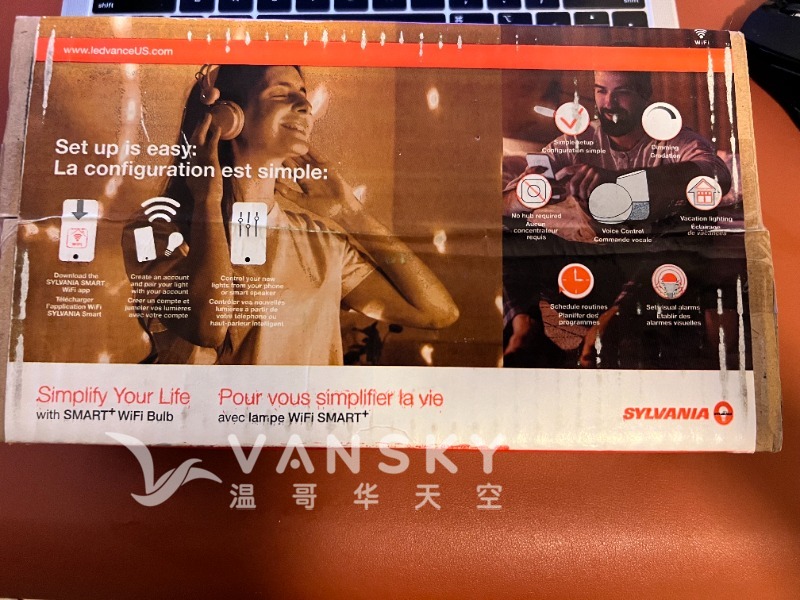 www.ledvanceUS.com
WiFi
Set up is easy:
La configuration est simple:
Download the
SYLVANIA SMART
WiFi app
Télécharger
l'application WiFi
SYLVANIA Smart
Create an account
and pair your light
with your account
Créer un compte et
jumeler vos lumières
avec votre compte
Control your new
lights from your phone
or smart speaker
Contrôler vos nouvelles
lumières à partir de
votre téléphone ou
haut-parleur intelligent
Simple setup
Configuration simple
Dimming
Gradation
No hub required
Aucun
concentrateur
requis
Voice Control
Commande vocale
Vacation lighting
Éclairage
de vacances
Schedule routines
Planifier des
programmes
Set visual alarms
Établir des
alarmes visuelles
Simplify Your Life
with SMART+ WiFi Bulb
Pour vous simplifier la vie
avec lampe WiFi SMART+
SYLVANIA
VANSKY
温哥华天空